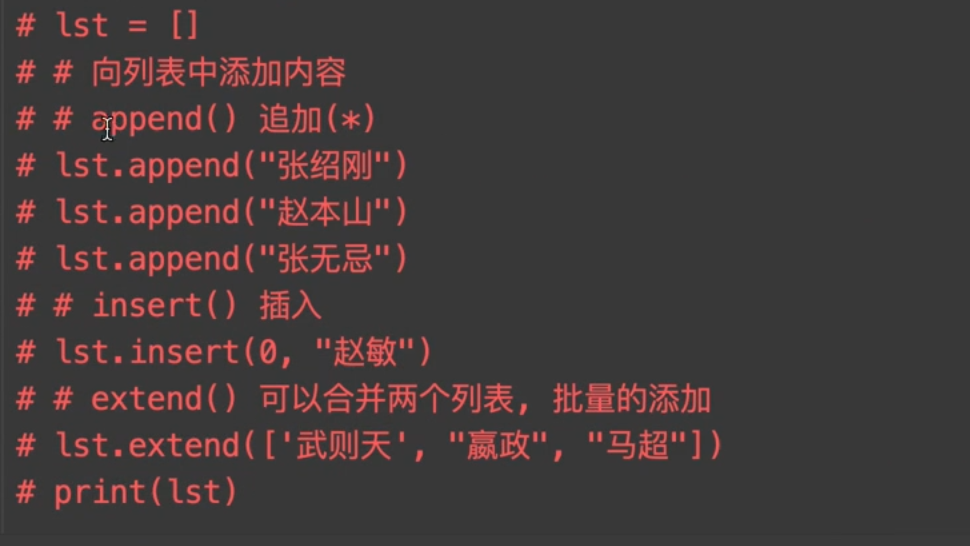 # lst = []
# # 向列表中添加内容
# # append() 追加(*)
# lst.append("张绍刚")
# lst.append("赵本山")
# lst.append("张无忌")
# # insert() 插入
# lst.insert(0, "赵敏")
# # extend() 可以合并两个列表, 批量的添加
# lst.extend(['武则天', "嬴政", "马超"])
# print(lst)